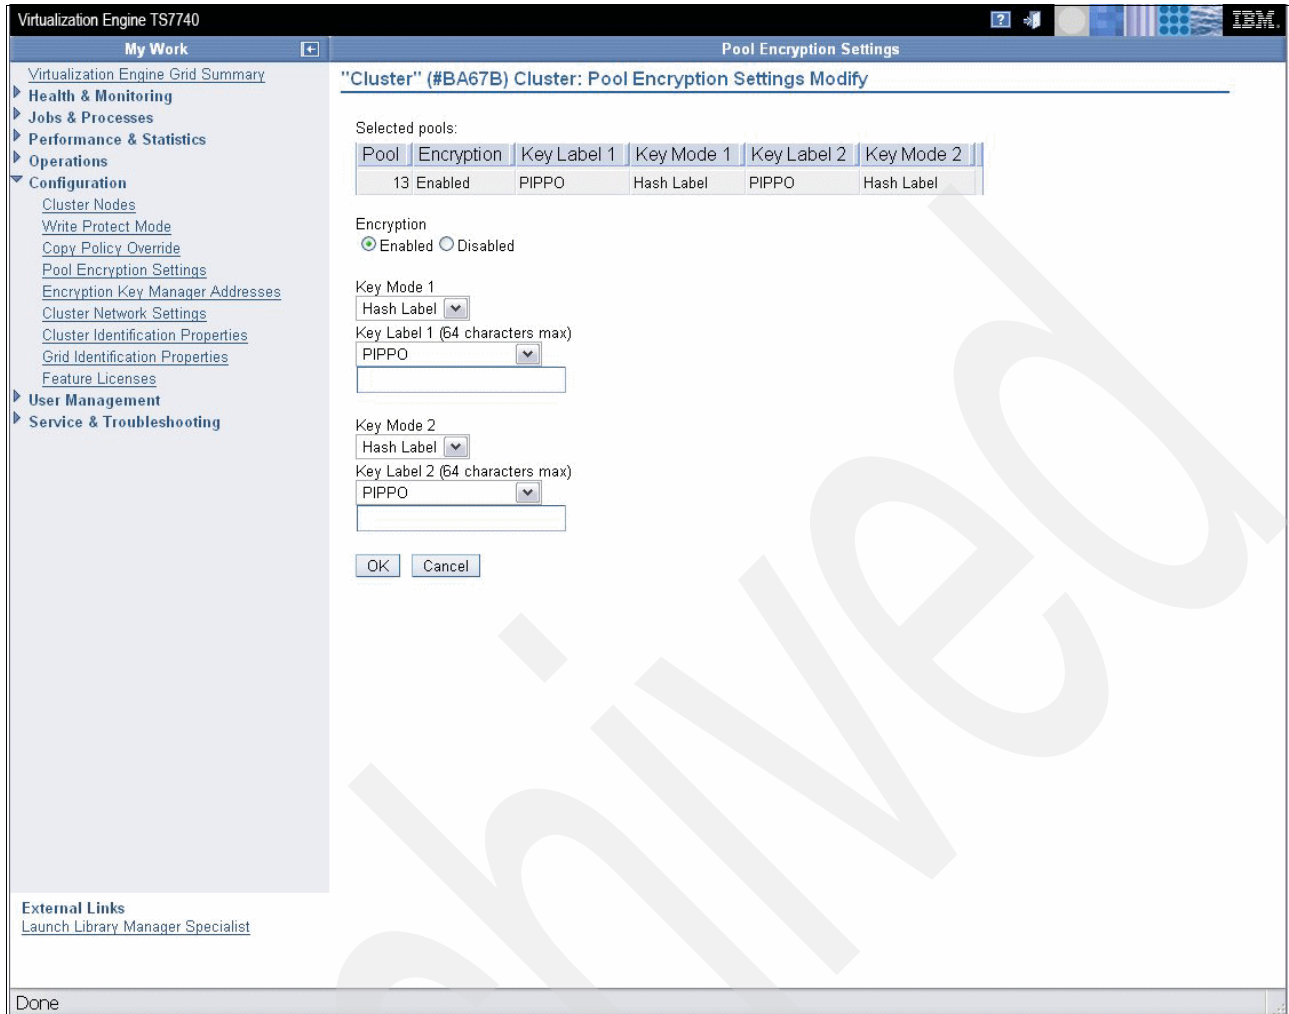 Virtualization Engine TS7740
? IBM.
My Work
Pool Encryption Settings
Virtualization Engine Grid Summary
Health & Monitoring
Jobs & Processes
Performance & Statistics
Operations
Configuration
Cluster Nodes
Write Protect Mode
Copy Policy Override
Pool Encryption Settings
Encryption Key Manager Addresses
Cluster Network Settings
Cluster Identification Properties
Grid Identification Properties
Feature Licenses
User Management
Service & Troubleshooting
External Links
Launch Library Manager Specialist
"Cluster" (#BA67B) Cluster: Pool Encryption Settings Modify
Selected pools:
Pool Encryption Key Label 1 Key Mode 1 Key Label 2 Key Mode 2
13 Enabled PIPPO Hash Label PIPPO Hash Label
Encryption
Enabled Disabled
Key Mode 1
Hash Label
Key Label 1 (64 characters max)
PIPPO
Key Mode 2
Hash Label
Key Label 2 (64 characters max)
PIPPO
OK Cancel
hived
Done